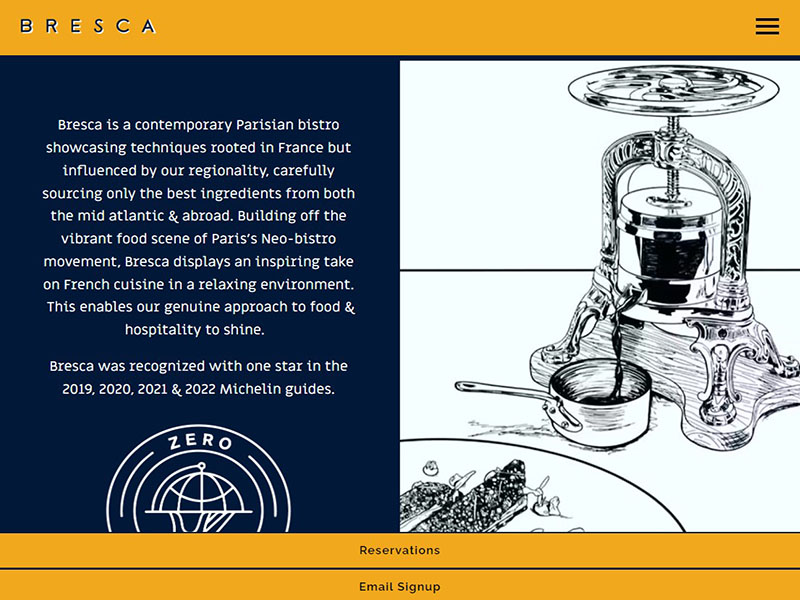 BRESCA
Bresca is a contemporary Parisian bistro
showcasing techniques rooted in France but
influenced by our regionality, carefully
sourcing only the best ingredients from both
the mid atlantic & abroad. Building off the
vibrant food scene of Paris's Neo-bistro
movement, Bresca displays an inspiring take
on French cuisine in a relaxing environment.
This enables our genuine approach to food &
hospitality to shine.
Bresca was recognized with one star in the
2019, 2020, 2021 & 2022 Michelin guides.
ZERO
Reservations
Email Signup